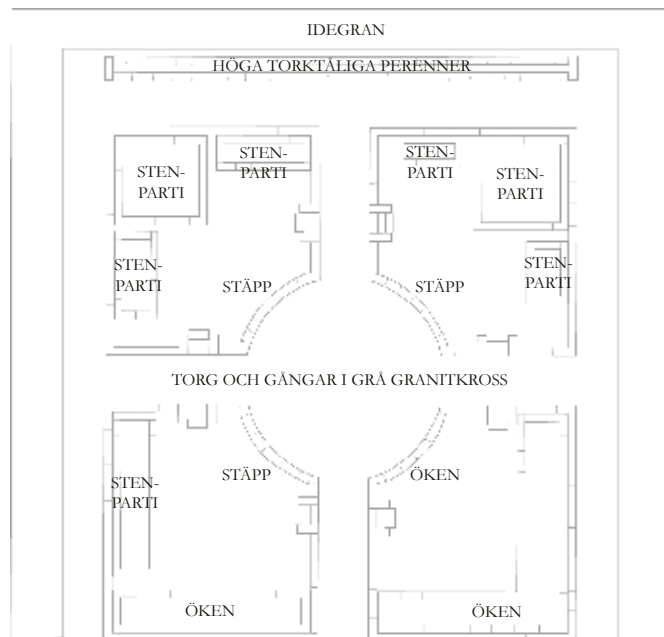 IDEGRAN
HÖGA TORKTÅLIGA PERENNER
STEN-
PARTI
STEN-
PARTI
STEN-
PARTI
STEN-
PARTI
STEN-
PARTI
STÄPP
STÄPP
STEN-
PARTI
TORG OCH GÅNGAR I GRÅ GRANITKROSS
STEN-
PARTI
STÄPP
ÖKEN
ÖKEN
ÖKEN